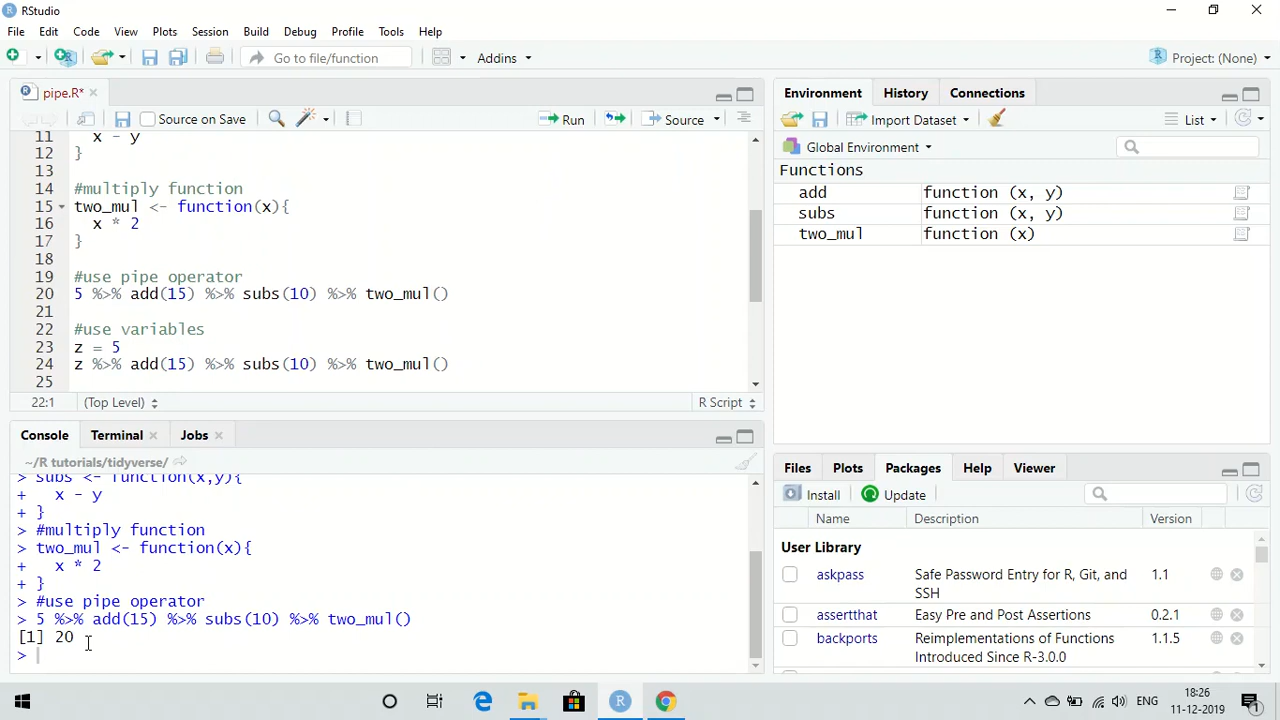 RStudio
File Edit Code View Plots Session Build Debug Profile Tools Help
Go to file/function Addins Project: (None)
pipe.R*
Source on Save Run Source
11 x - y
12 }
13
14 #multiply function
15 two_mul <- function(x){
16 x * 2
17 }
18
19 #use pipe operator
20 5 %>% add(15) %>% subs(10) %>% two_mul()
21
22 #use variables
23 z = 5
24 z %>% add(15) %>% subs(10) %>% two_mul()
25
22:1 (Top Level) R Script
Console Terminal Jobs
~/R tutorials/tidyverse/
> subs <- function(x,y){
+ x - y
+ }
> #multiply function
> two_mul <- function(x){
+ x * 2
+ }
> #use pipe operator
> 5 %>% add(15) %>% subs(10) %>% two_mul()
[1] 20
>
Environment History Connections
Import Dataset List
Global Environment
Functions
add function (x, y)
subs function (x, y)
two_mul function (x)
Files Plots Packages Help Viewer
Install Update
Name Description Version
User Library
askpass Safe Password Entry for R, Git, and 1.1
SSH
assertthat Easy Pre and Post Assertions 0.2.1
backports Reimplementations of Functions 1.1.5
Introduced Since R-3.0.0
ENG 18:26
11-12-2019